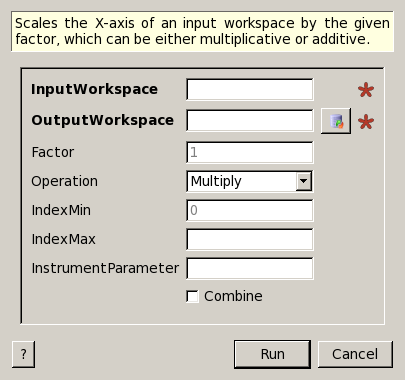 Scales the X-axis of an input workspace by the given
factor, which can be either multiplicative or additive.
InputWorkspace
OutputWorkspace
Factor 1
Operation Multiply
IndexMin 0
IndexMax
InstrumentParameter
Combine
? Run Cancel